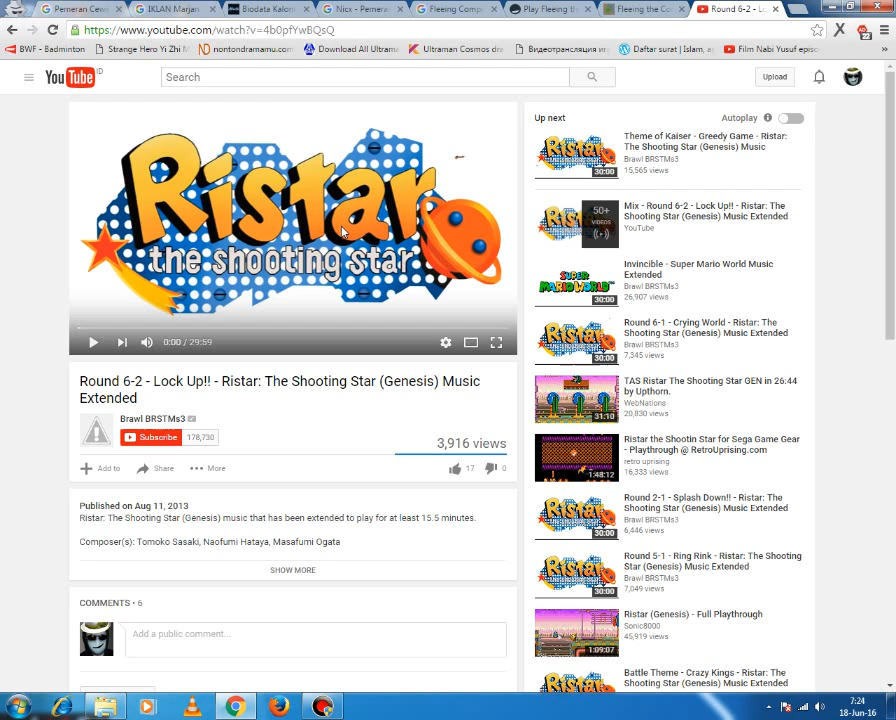 Pemeran Cewe
IKLAN Marjan
Biodata Kaloni
Nicx - Pemera
Fleeing Comp
Play Fleeing th
Fleeing the Co
Round 6-2 - Lo
https://www.youtube.com/watch?v=4b0pfYwBQsQ
BWF - Badminton
Strange Hero Yi Zhi M
nontondramamu.com
Download All Ultrama
Ultraman Cosmos dra
Видеотрансляция игр
Daftar surat | Islam, ag
Film Nabi Yusuf episo
YouTube ID
Search
Upload
Ristar
the shooting star
0:00 / 29:59
Round 6-2 - Lock Up!! - Ristar: The Shooting Star (Genesis) Music
Extended
Brawl BRSTMs3
Subscribe 178,730
3,916 views
Add to
Share
More
17
0
Published on Aug 11, 2013
Ristar: The Shooting Star (Genesis) music that has been extended to play for at least 15.5 minutes.
Composer(s): Tomoko Sasaki, Naofumi Hataya, Masafumi Ogata
SHOW MORE
COMMENTS • 6
Add a public comment...
Up next
Autoplay
30:00
Theme of Kaiser - Greedy Game - Ristar:
The Shooting Star (Genesis) Music
Brawl BRSTMs3
15,565 views
50+
VIDEOS
Mix - Round 6-2 - Lock Up!! - Ristar: The
Shooting Star (Genesis) Music Extended
YouTube
SUPER
MARIO WORLD
30:00
Invincible - Super Mario World Music
Extended
Brawl BRSTMs3
26,907 views
30:00
Round 6-1 - Crying World - Ristar: The
Shooting Star (Genesis) Music Extended
Brawl BRSTMs3
7,345 views
31:10
TAS Ristar The Shooting Star GEN in 26:44
by Upthorn.
WebNations
20,830 views
1:48:12
Ristar the Shootin Star for Sega Game Gear
- Playthrough @ RetroUprising.com
retro uprising
16,333 views
30:00
Round 2-1 - Splash Down!! - Ristar: The
Shooting Star (Genesis) Music Extended
Brawl BRSTMs3
6,446 views
30:00
Round 5-1 - Ring Rink - Ristar: The Shooting
Star (Genesis) Music Extended
Brawl BRSTMs3
7,049 views
1:09:07
Ristar (Genesis) - Full Playthrough
Sonic8000
45,919 views
Battle Theme - Crazy Kings - Ristar: The
Shooting Star (Genesis) Music Extended
7:24
18-Jun-16